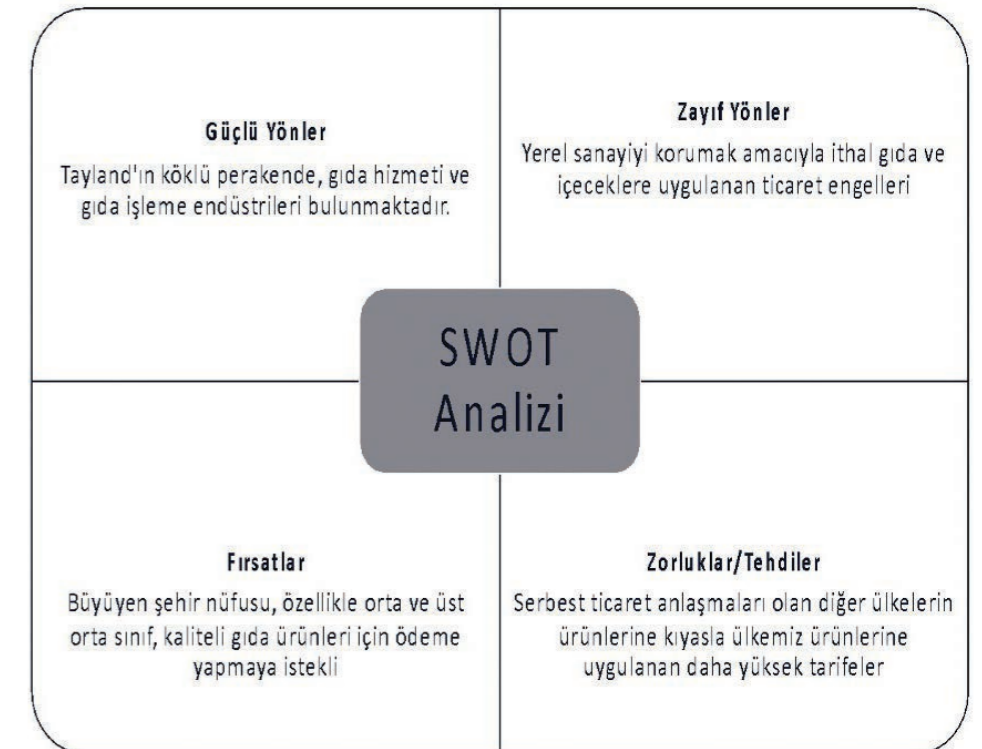 Güçlü Yönler
Tayland'ın köklü perakende, gıda hizmeti ve
gıda işleme endüstrileri bulunmaktadır.
Zayıf Yönler
Yerel sanayiyi korumak amacıyla ithal gıda ve
içeceklere uygulanan ticaret engelleri
SWOT
Analizi
Fırsatlar
Büyüyen şehir nüfusu, özellikle orta ve üst
orta sınıf, kaliteli gıda ürünleri için ödeme
yapmaya istekli
Zorluklar/Tehdiler
Serbest ticaret anlaşmaları olan diğer ülkelerin
ürünlerine kıyasla ülkemiz ürünlerine
uygulanan daha yüksek tarifeler